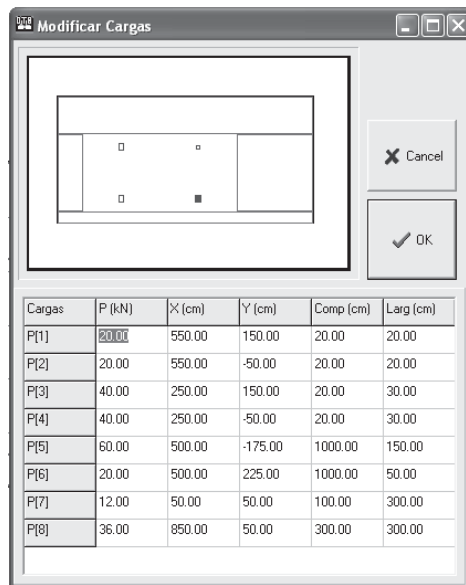 Modificar Cargas
Cancel
OK
Cargas P (kN) X (cm) Y (cm) Comp (cm) Larg (cm)
P[1] 20.00 550.00 150.00 20.00 20.00
P[2] 20.00 550.00 -50.00 20.00 20.00
P[3] 40.00 250.00 150.00 20.00 30.00
P[4] 40.00 250.00 -50.00 20.00 30.00
P[5] 60.00 500.00 -175.00 1000.00 150.00
P[6] 20.00 500.00 225.00 1000.00 50.00
P[7] 12.00 50.00 50.00 100.00 300.00
P[8] 36.00 850.00 50.00 300.00 300.00